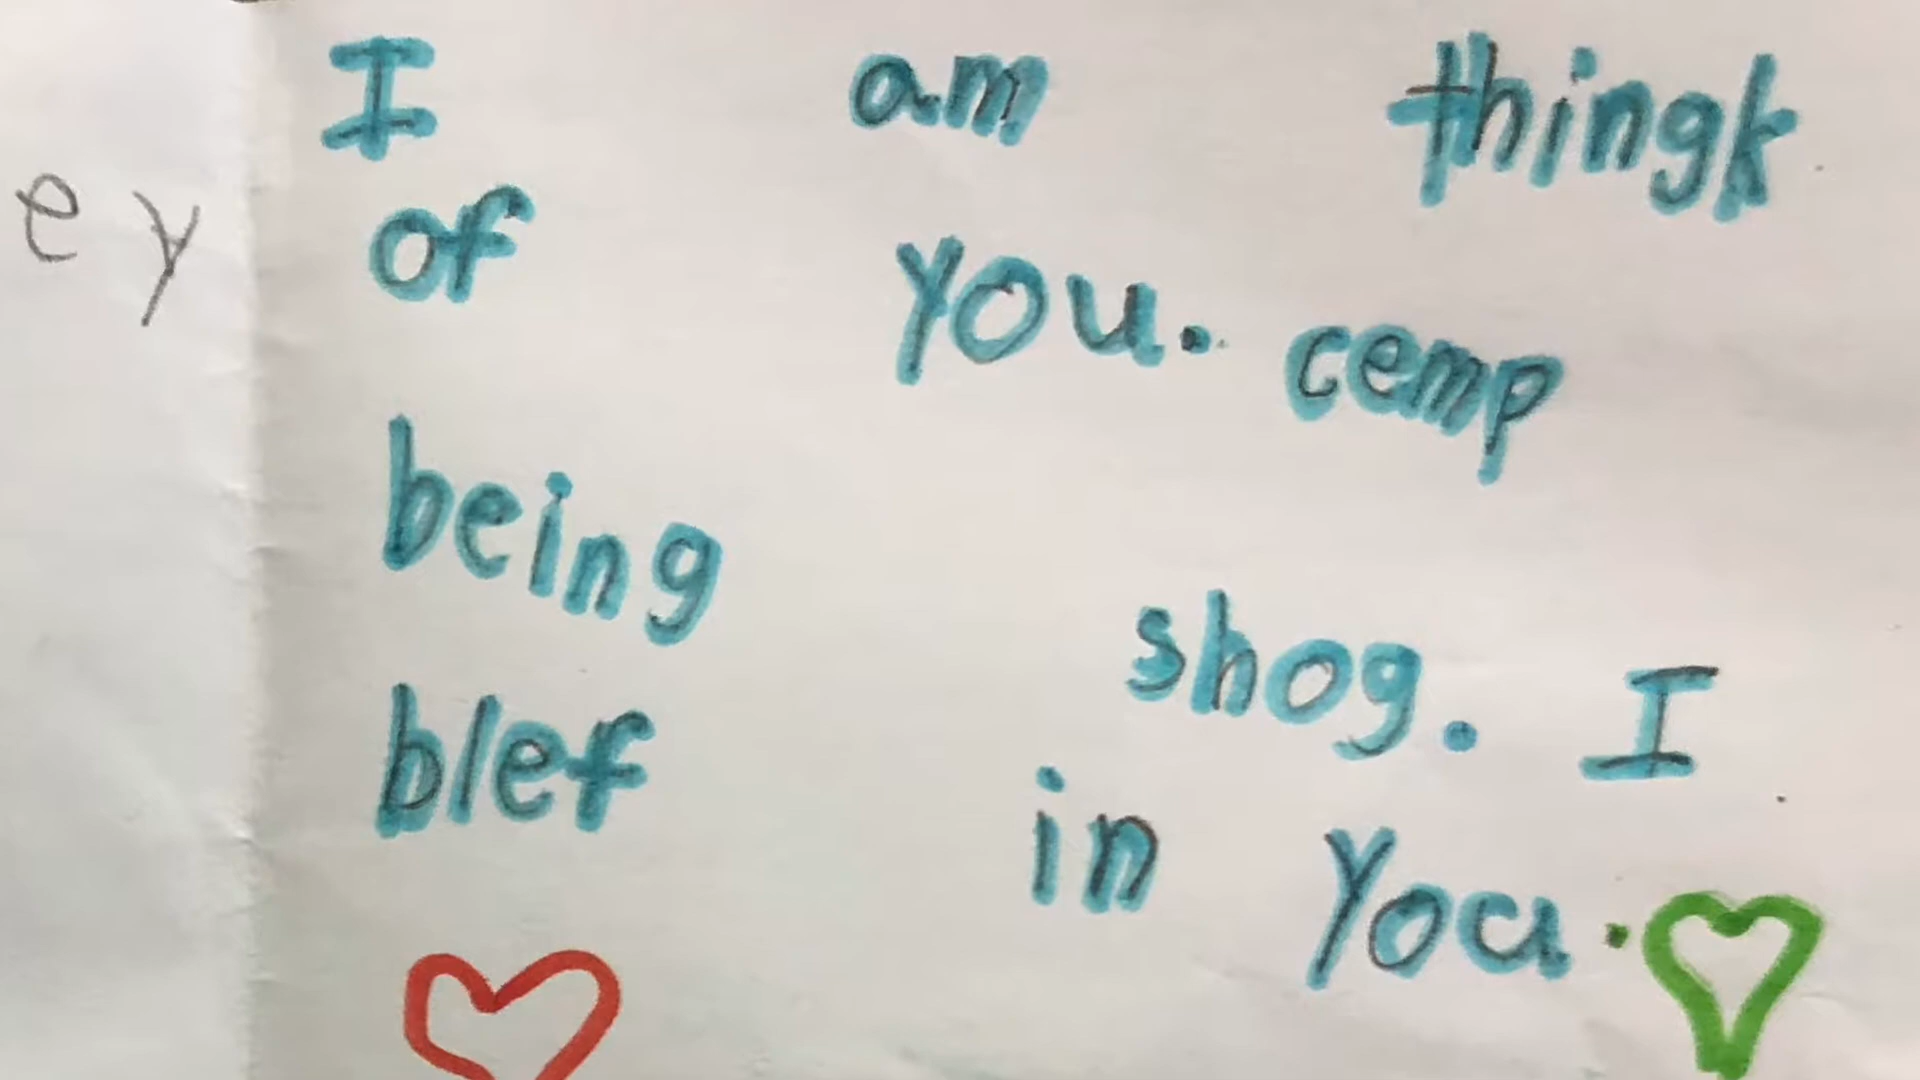 ey
I am thingk
of you. cemp
being shog. I
blef in you.